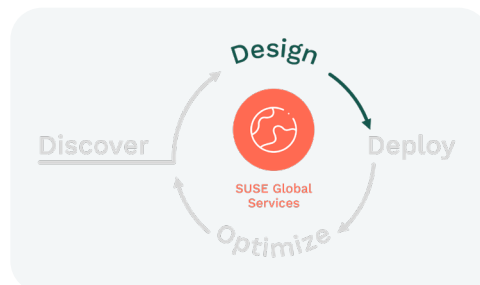 Design
Discover
Deploy
SUSE Global
Services
Optimize